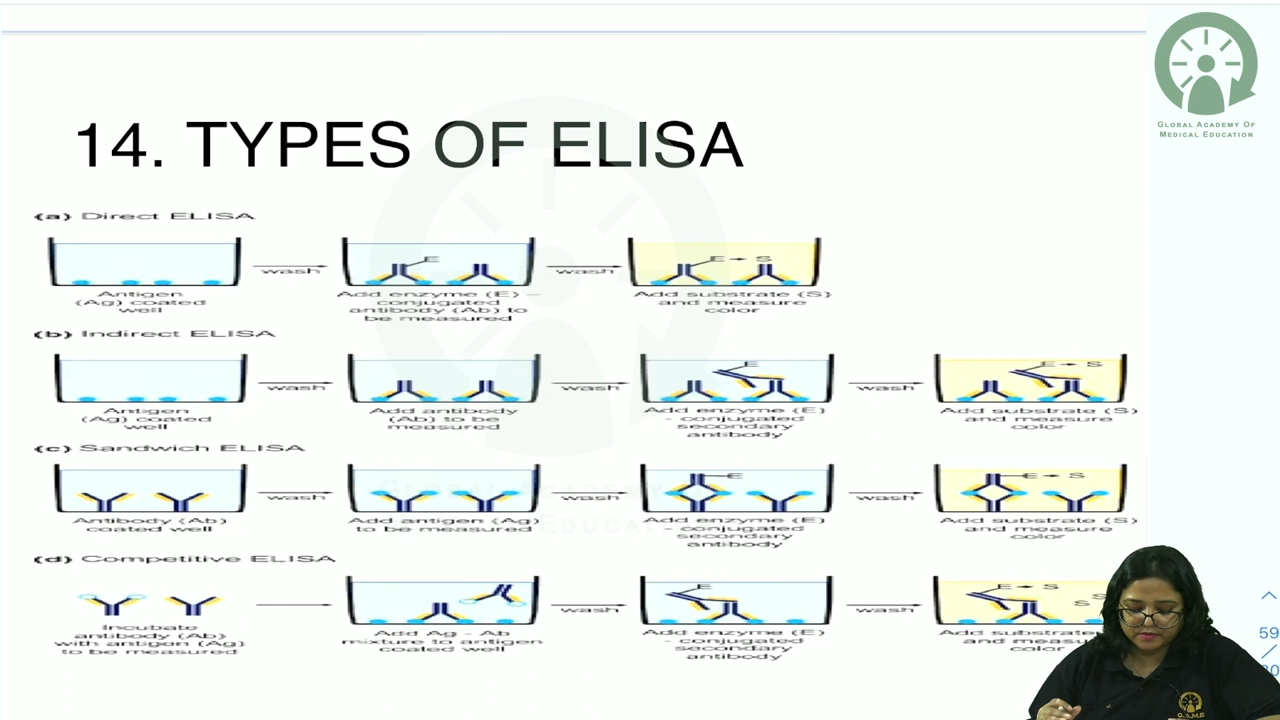 GLOBAL ACADEMY OF
MEDICAL EDUCATION
14. TYPES OF ELISA
(a) Direct ELISA
wash
wash
E
E → S
Antigen
(Ag) coated
well
Add enzyme (E) –
conjugated
antibody (Ab) to
be measured
Add substrate (S)
and measure
color
(b) Indirect ELISA
wash
wash
wash
E
E → S
Antigen
(Ag) coated
well
Add antibody
(Ab) to be
measured
Add enzyme (E)
- conjugated
secondary
antibody
Add substrate (S)
and measure
color
(c) Sandwich ELISA
wash
wash
wash
E
E → S
Antibody (Ab)
coated well
Add antigen (Ag)
to be measured
Add enzyme (E)
- conjugated
secondary
antibody
Add substrate (S)
and measure
color
(d) Competitive ELISA
wash
wash
E
E → S
S
S
Incubate
antibody (Ab)
with antigen (Ag)
to be measured
Add Ag - Ab
mixture to antigen
coated well
Add enzyme (E)
- conjugated
secondary
antibody
Add substrate
and measu
color
GLOBAL ACADEMY
EDUCA
59
/
G.A.M.E